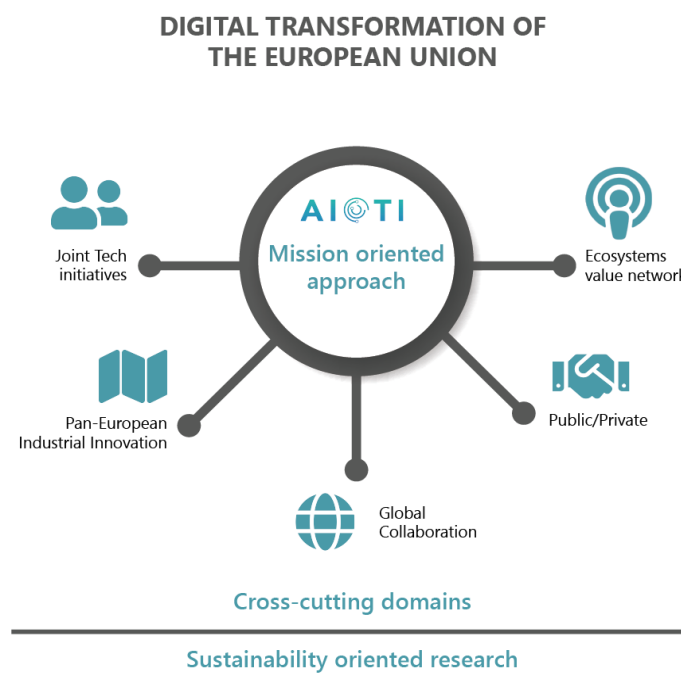 DIGITAL TRANSFORMATION OF
THE EUROPEAN UNION
AIOTI
Mission oriented
approach
Joint Tech
initiatives
Ecosystems
value network
Pan-European
Industrial Innovation
Public/Private
Global
Collaboration
Cross-cutting domains
Sustainability oriented research